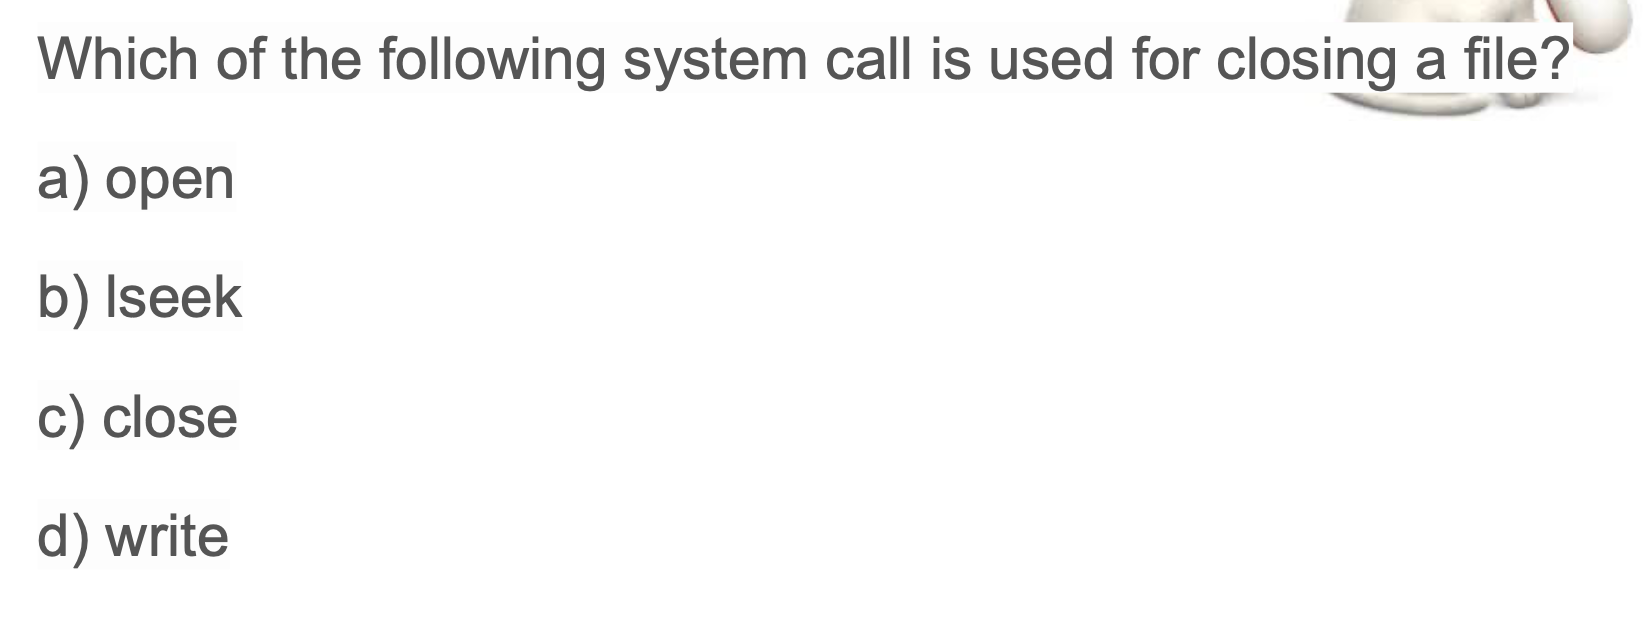 Which of the following system call is used for closing a file?
a) open
b) lseek
c) close
d) write